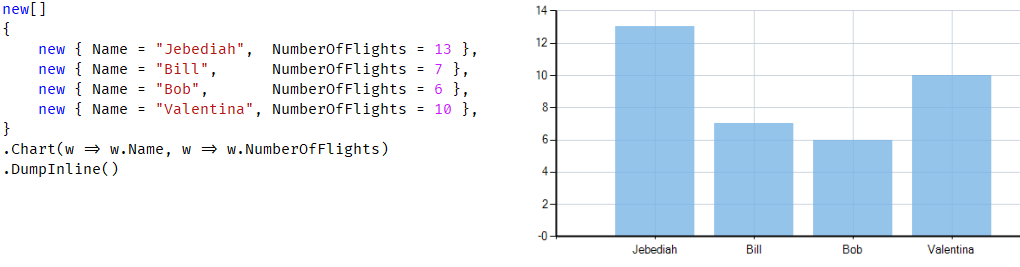 new[]
{
    new { Name = "Jebediah",  NumberOfFlights = 13 },
    new { Name = "Bill",      NumberOfFlights = 7 },
    new { Name = "Bob",       NumberOfFlights = 6 },
    new { Name = "Valentina", NumberOfFlights = 10 },
}
.Chart(w => w.Name, w => w.NumberOfFlights)
.DumpInline()
14
12
10
8
6
4
2
-0
Jebediah Bill Bob Valentina